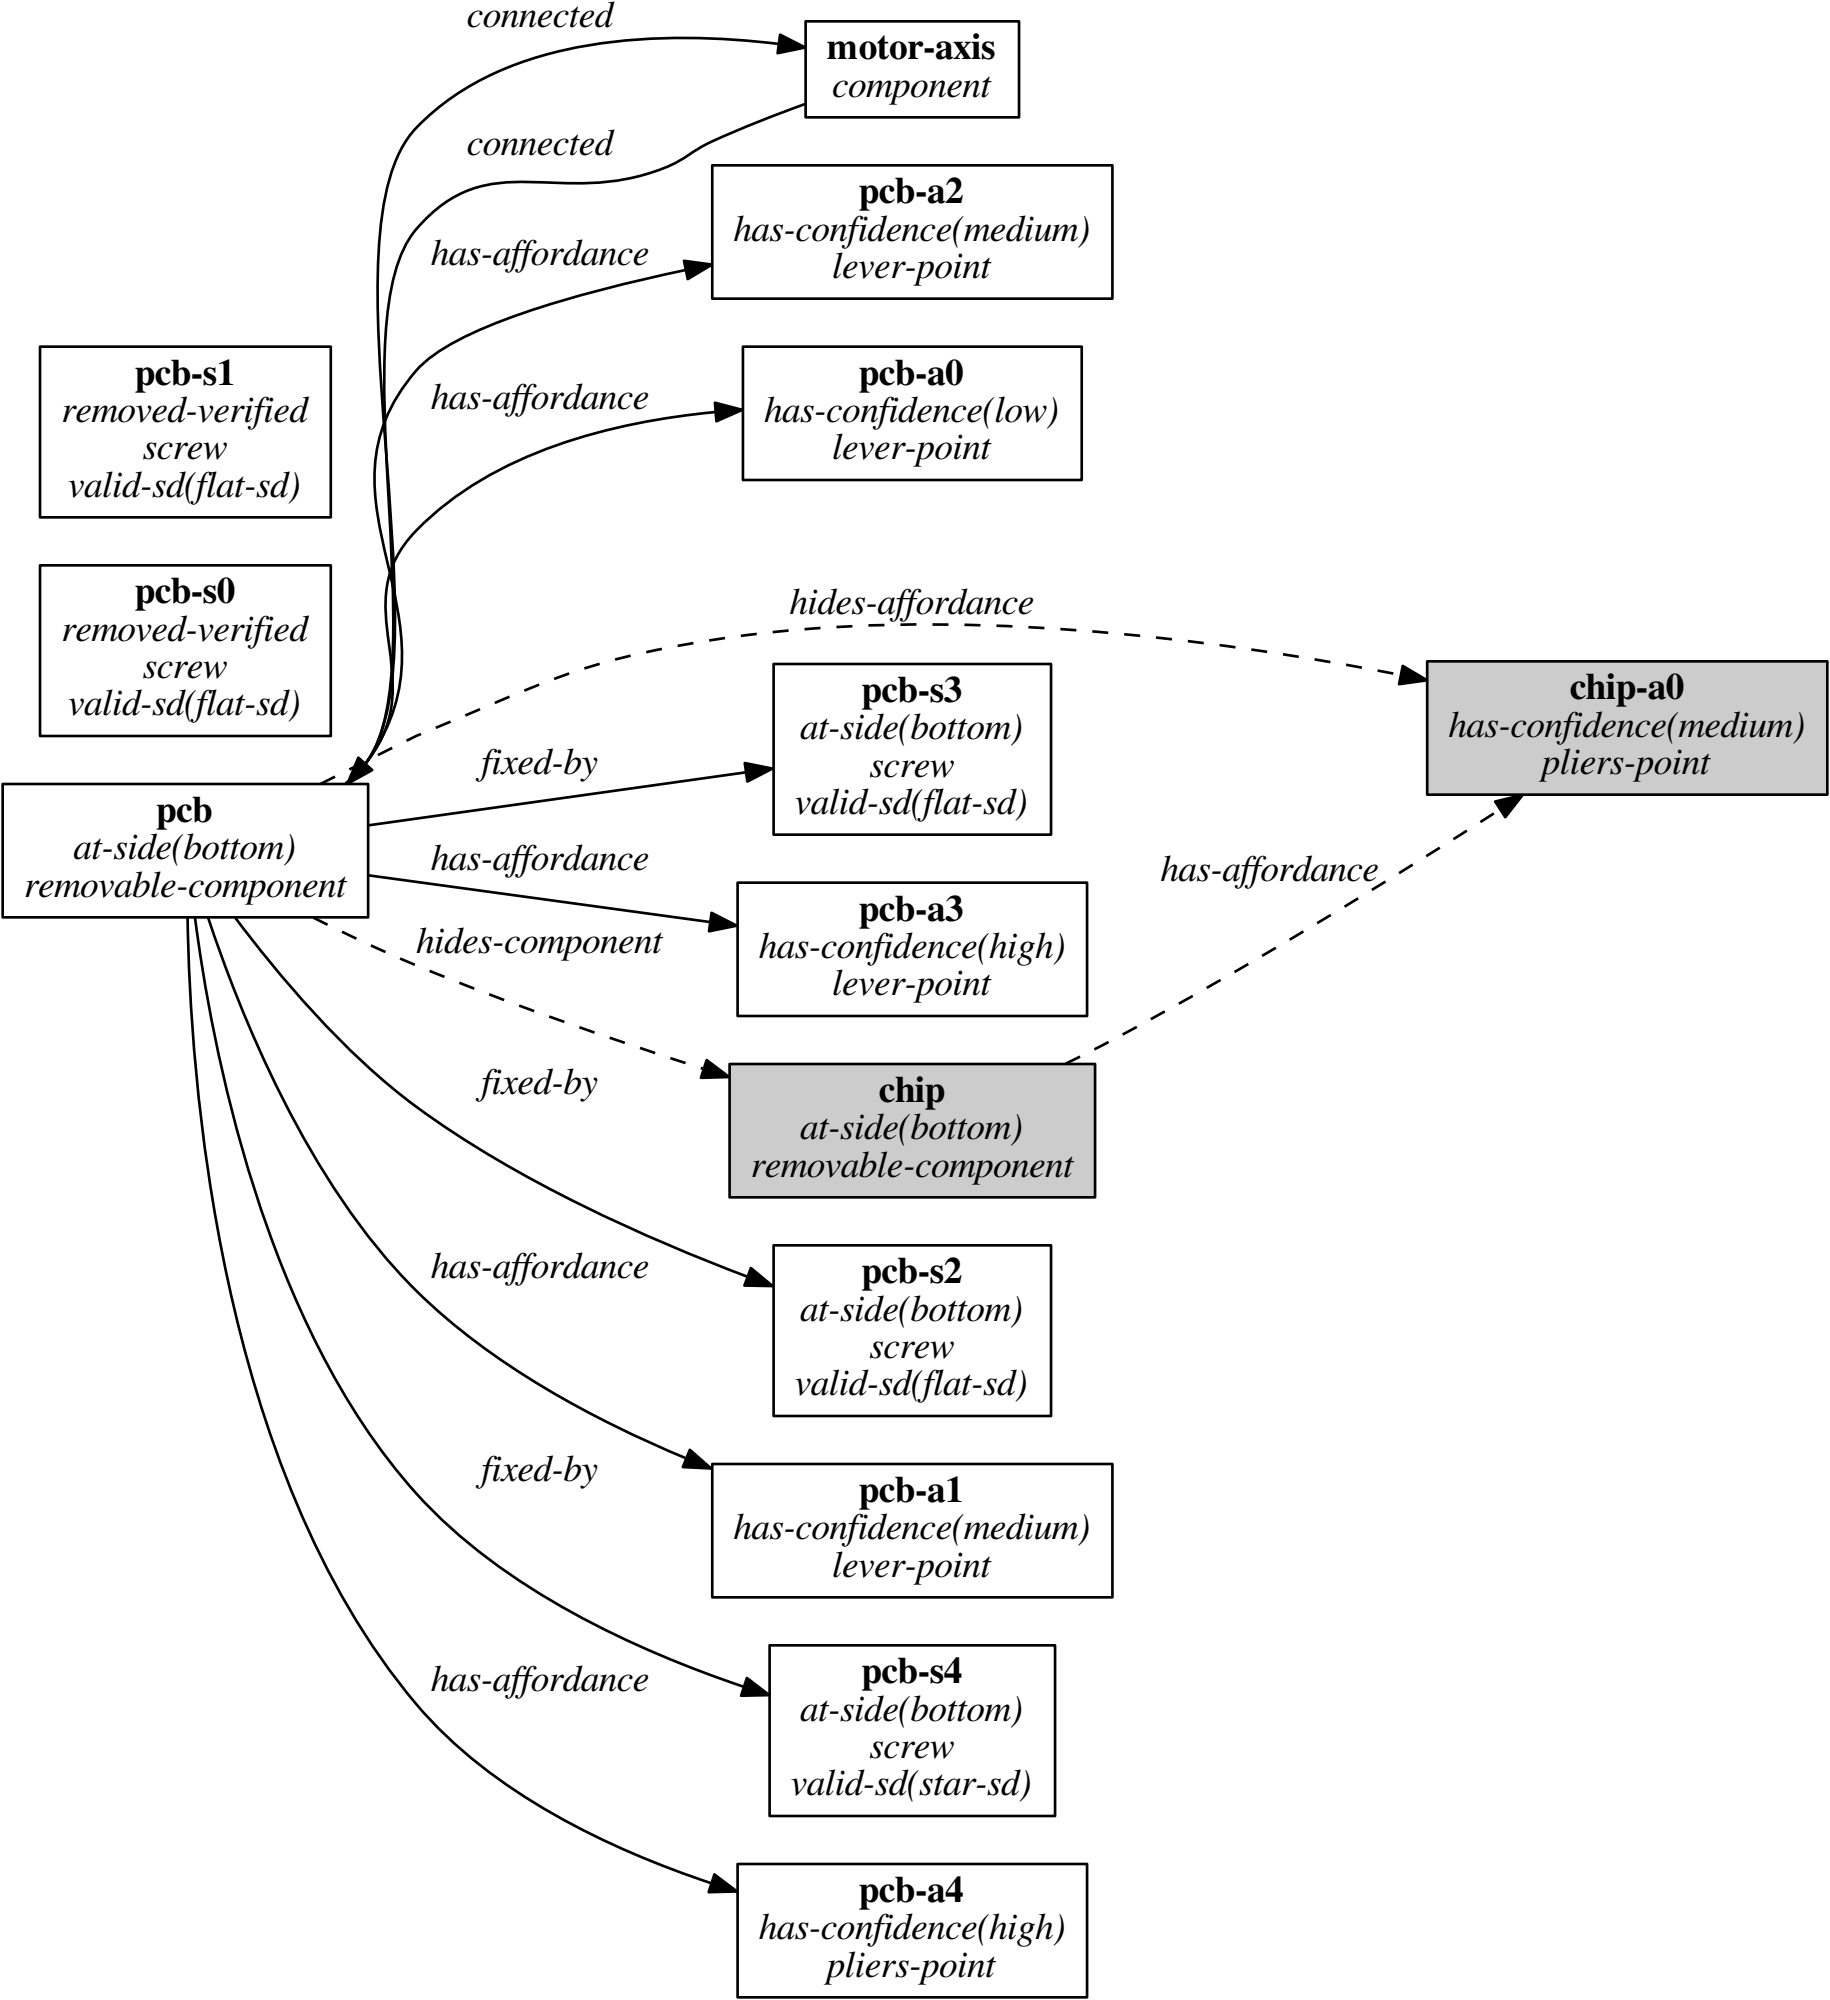 connected
motor-axis
component
connected
pcb-a2
has-confidence(medium)
lever-point
has-affordance
pcb-s1
removed-verified
screw
valid-sd(flat-sd)
pcb-a0
has-confidence(low)
lever-point
has-affordance
pcb-s0
removed-verified
screw
valid-sd(flat-sd)
hides-affordance
pcb-s3
at-side(bottom)
screw
valid-sd(flat-sd)
chip-a0
has-confidence(medium)
pliers-point
fixed-by
pcb
at-side(bottom)
removable-component
has-affordance
has-affordance
pcb-a3
has-confidence(high)
lever-point
hides-component
fixed-by
chip
at-side(bottom)
removable-component
has-affordance
pcb-s2
at-side(bottom)
screw
valid-sd(flat-sd)
fixed-by
pcb-a1
has-confidence(medium)
lever-point
has-affordance
pcb-s4
at-side(bottom)
screw
valid-sd(star-sd)
pcb-a4
has-confidence(high)
pliers-point